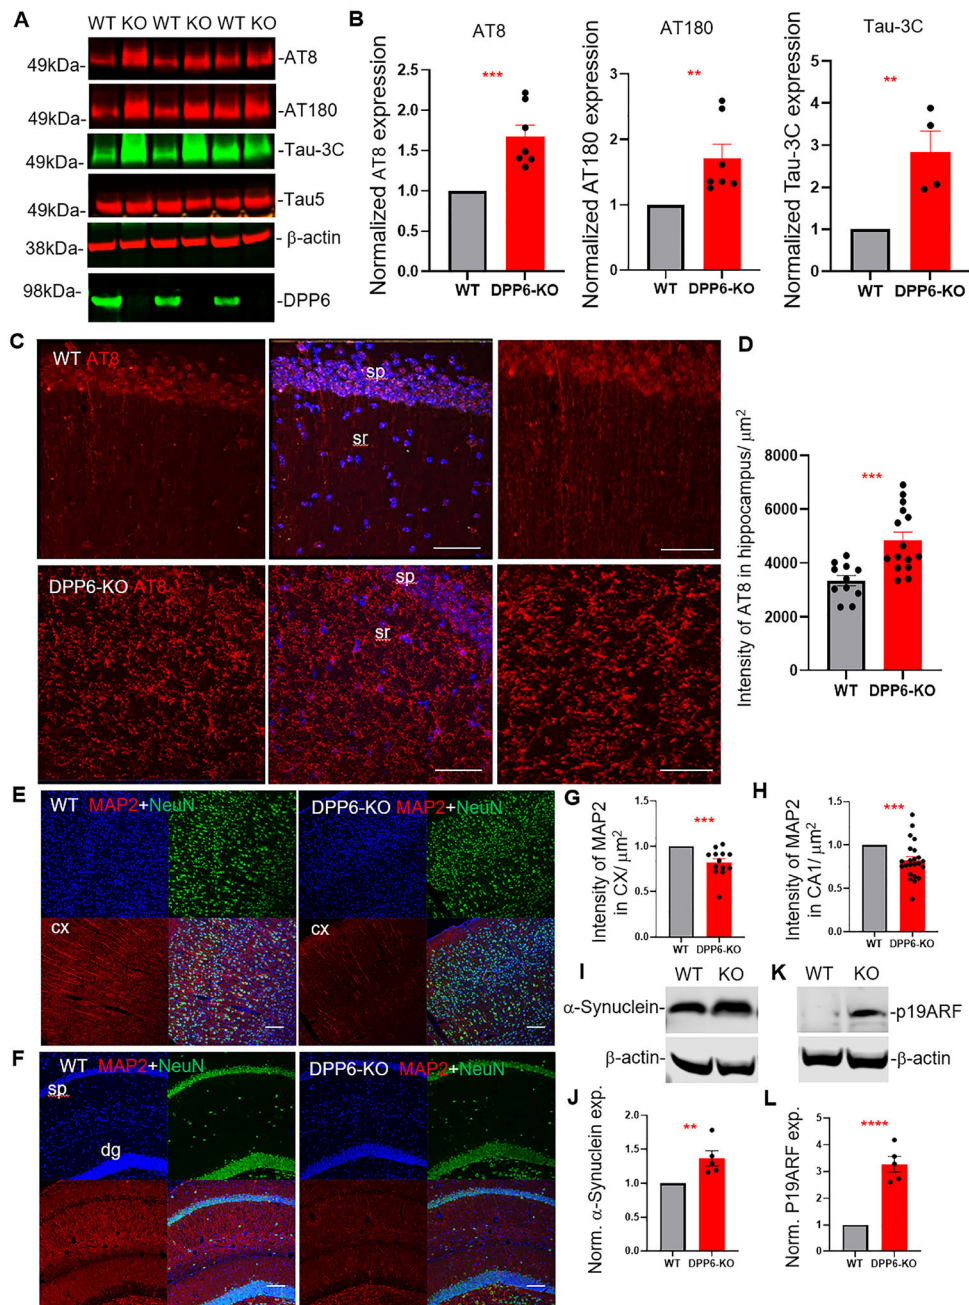 A
WT KO WT KO WT KO
49kDa-
-AT8
49kDa-
-AT180
49kDa-
-Tau-3C
49kDa-
-Tau5
38kDa-
- β-actin
98kDa-
-DPP6
B
AT8
Normalized AT8 expression
2.5
2.0
1.5
1.0
0.5
0.0
***
WT
DPP6-KO
AT180
Normalized AT180 expression
3
2
1
0
**
WT
DPP6-KO
Tau-3C
Normalized Tau-3C expression
5
4
3
2
1
0
**
WT
DPP6-KO
C
WT AT8
sp
sr
DPP6-KO AT8
sp
sr
D
Intensity of AT8 in hippocampus/ µm²
8000
6000
4000
2000
0
***
WT
DPP6-KO
E
WT MAP2+NeuN
cx
DPP6-KO MAP2+NeuN
cx
F
WT MAP2+NeuN
sp
dg
DPP6-KO MAP2+NeuN
G
Intensity of MAP2
in CX/ µm²
1.5
1.0
0.5
0.0
***
WT
DPP6-KO
H
Intensity of MAP2
in CA1/ µm²
1.5
1.0
0.5
0.0
***
WT
DPP6-KO
I
WT KO
α-Synuclein-
β-actin-
J
Norm. α-Synuclein exp.
2.0
1.5
1.0
0.5
0.0
**
WT
DPP6-KO
K
WT KO
-p19ARF
-β-actin
L
Norm. P19ARF exp.
5
4
3
2
1
0
****
WT
DPP6-KO